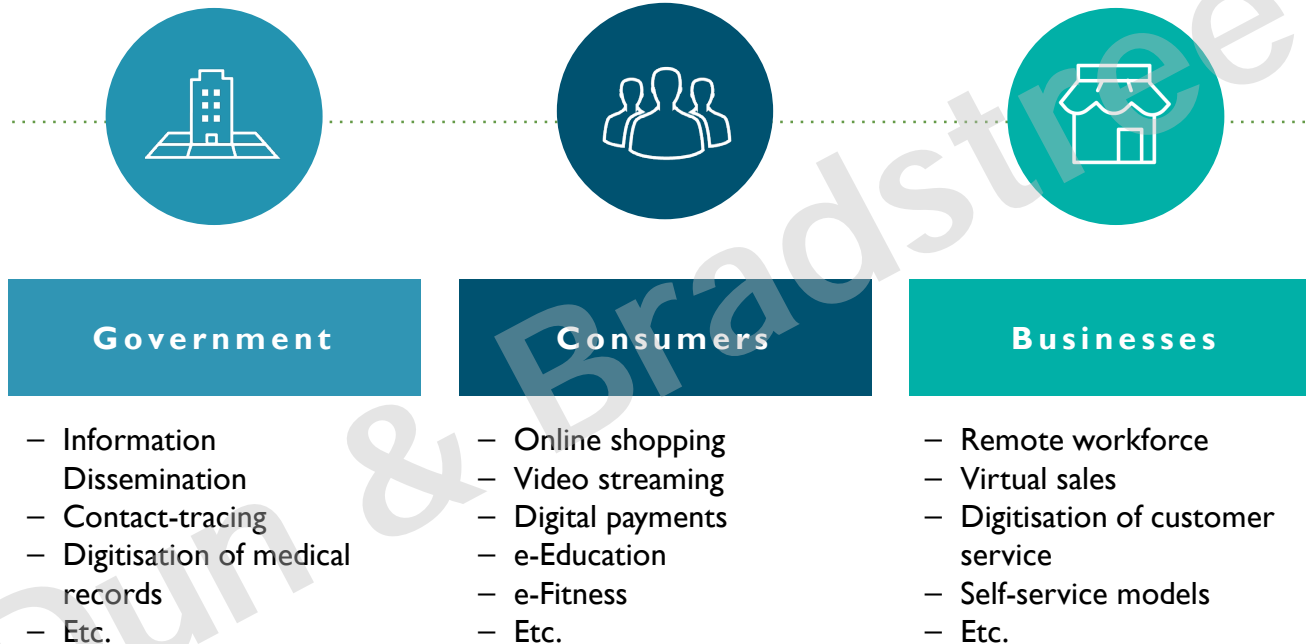 Government
– Information
Dissemination
– Contact-tracing
– Digitisation of medical
records
– Etc.
Consumers
– Online shopping
– Video streaming
– Digital payments
– e-Education
– e-Fitness
– Etc.
Businesses
– Remote workforce
– Virtual sales
– Digitisation of customer
service
– Self-service models
– Etc.
Dun & Bradstree